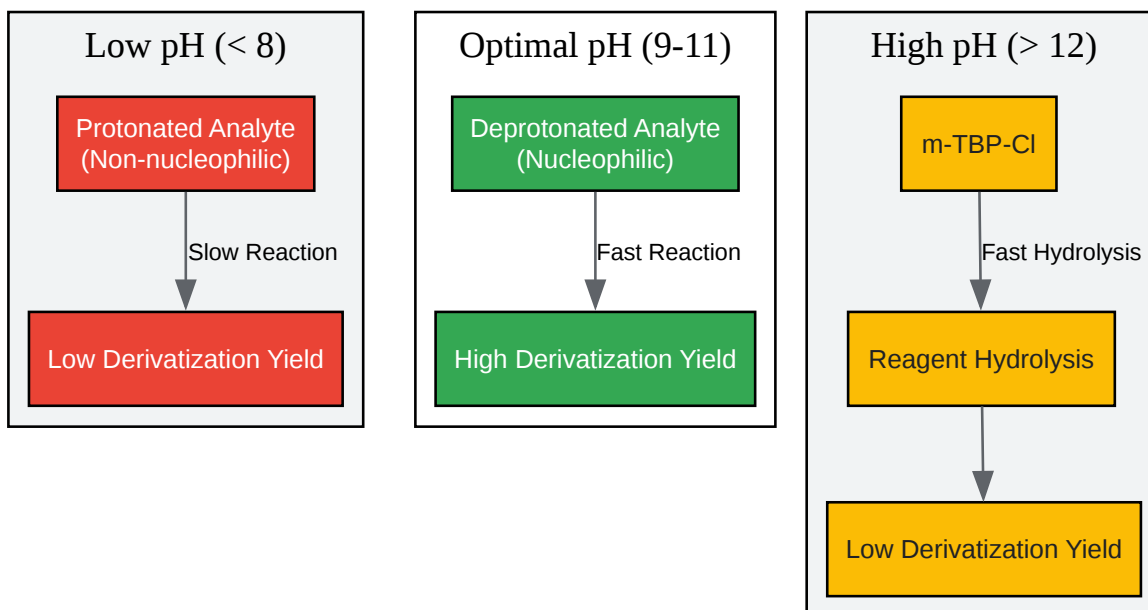 Low pH (< 8)
Protonated Analyte
(Non-nucleophilic)
Slow Reaction
Low Derivatization Yield
Optimal pH (9-11)
Deprotonated Analyte
(Nucleophilic)
Fast Reaction
High Derivatization Yield
High pH (> 12)
m-TBP-Cl
Fast Hydrolysis
Reagent Hydrolysis
Low Derivatization Yield